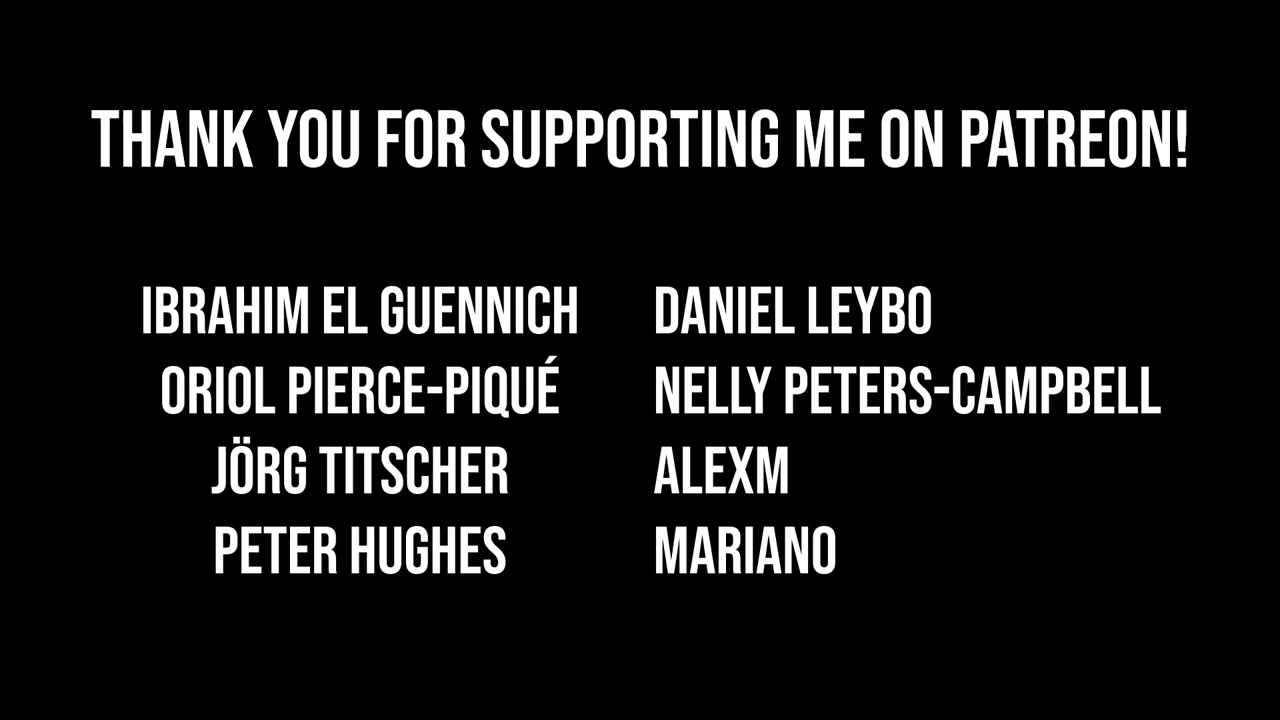 THANK YOU FOR SUPPORTING ME ON PATREON!
IBRAHIM EL GUENNICH
ORIOL PIERCE-PIQUÉ
JÖRG TITSCHER
PETER HUGHES
DANIEL LEYBO
NELLY PETERS-CAMPBELL
ALEXM
MARIANO